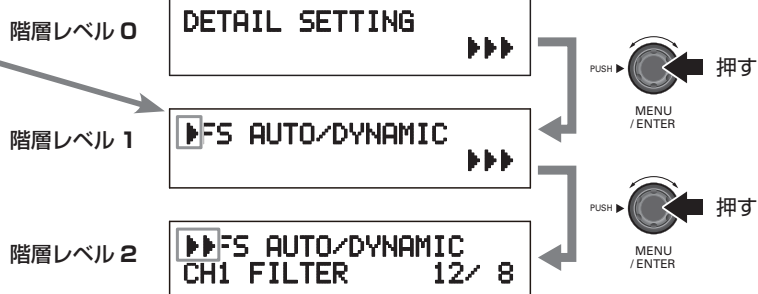 階層レベル 0
DETAIL SETTING
▶▶▶
PUSH ▶
押す
MENU
/ ENTER
階層レベル 1
▶FS AUTO/DYNAMIC
▶▶▶
階層レベル 2
▶▶FS AUTO/DYNAMIC
CH1 FILTER 12/ 8
PUSH ▶
押す
MENU
/ ENTER